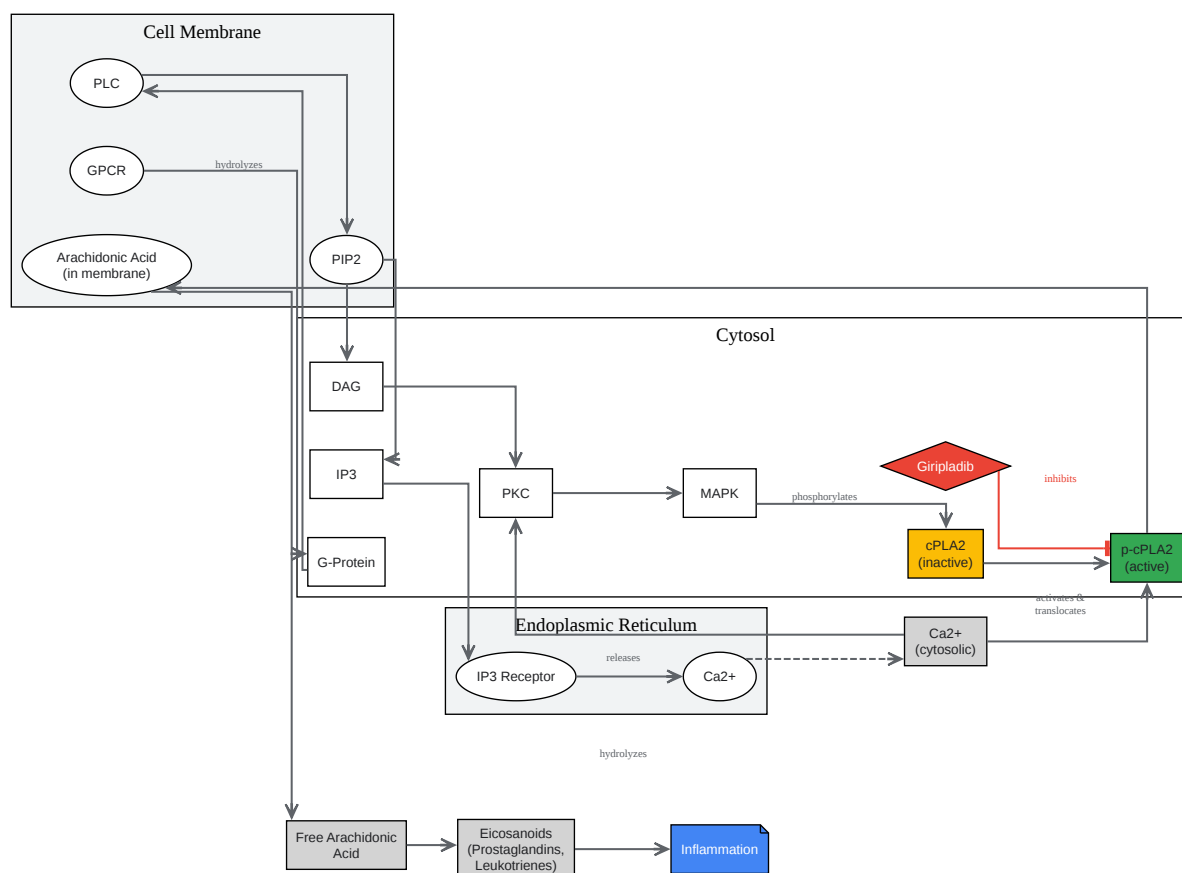 Cell Membrane
PLC
GPCR
hydrolyzes
Arachidonic Acid
(in membrane)
PIP2
Cytosol
DAG
IP3
G-Protein
PKC
MAPK
phosphorylates
Giripladib
inhibits
cPLA2
(inactive)
p-cPLA2
(active)
activates &
translocates
Endoplasmic Reticulum
IP3 Receptor
releases
Ca2+
Ca2+
(cytosolic)
hydrolyzes
Free Arachidonic
Acid
Eicosanoids
(Prostaglandins,
Leukotrienes)
Inflammation